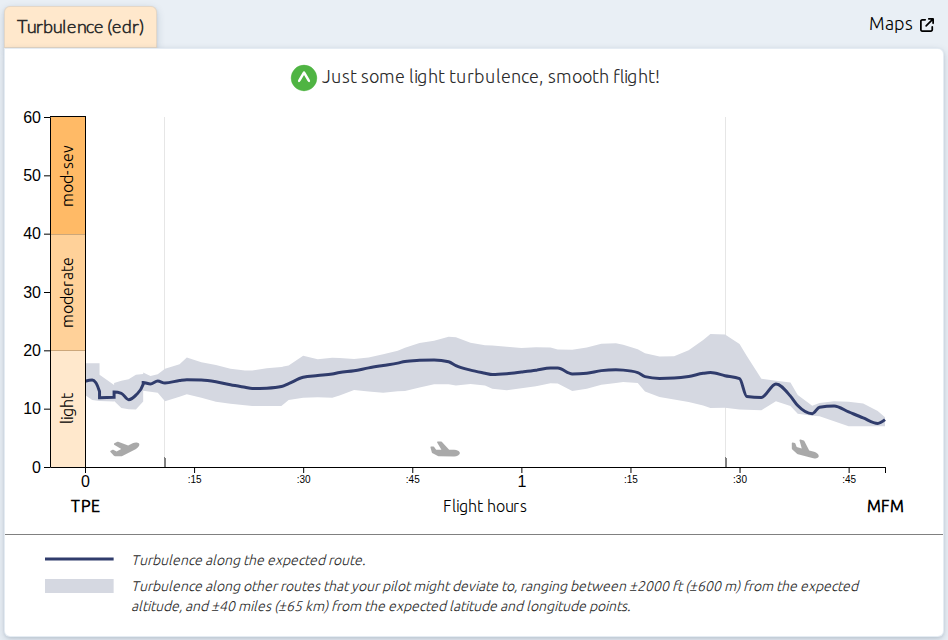 Turbulence (edr)
Maps
Just some light turbulence, smooth flight!
60
50
40
30
20
10
0
mod-sev
moderate
light
0 :15 :30 :45 1 :15 :30 :45
TPE Flight hours MFM
Turbulence along the expected route.
Turbulence along other routes that your pilot might deviate to, ranging between ±2000 ft (±600 m) from the expected
altitude, and ±40 miles (±65 km) from the expected latitude and longitude points.